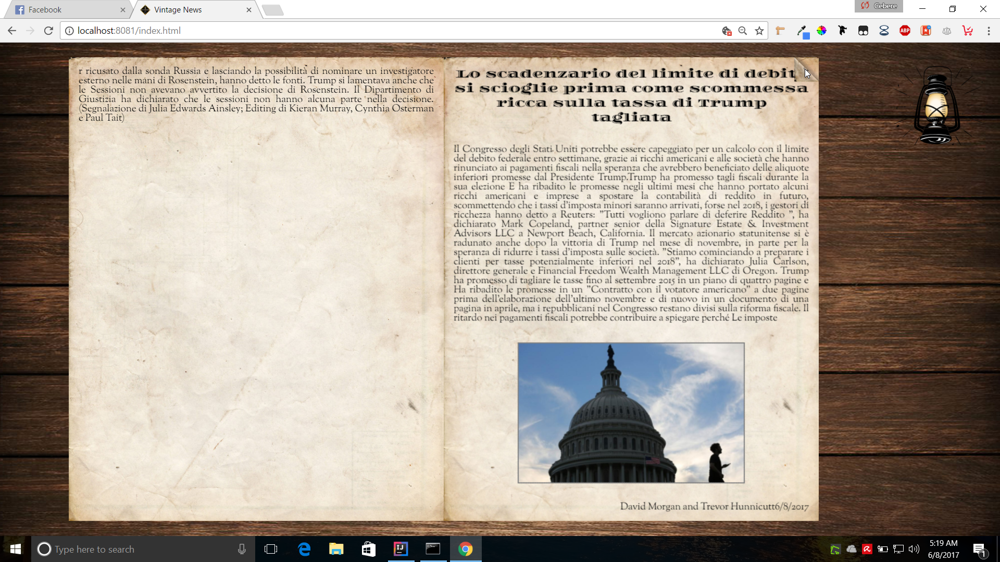 Facebook
Vintage News
Cebere
localhost:8081/index.html
ABP
r ricusato dalla sonda Russia e lasciando la possibilità di nominare un investigatore
esterno nelle mani di Rosenstein, hanno detto le fonti. Trump si lamentava anche che
le Sessioni non avevano avvertito la decisione di Rosenstein. Il Dipartimento di
Giustizia ha dichiarato che le sessioni non hanno alcuna parte nella decisione.
(Segnalazione di Julia Edwards Ainsley; Editing di Kieran Murray, Cynthia Osterman
e Paul Tait)
Lo scadenzario del limite di debit
si scioglie prima come scommessa
ricca sulla tassa di Trump
tagliata
Il Congresso degli Stati Uniti potrebbe essere capeggiato per un calcolo con il limite
del debito federale entro settimane, grazie ai ricchi americani e alle società che hanno
rinunciato ai pagamenti fiscali nella speranza che avrebbero beneficiato delle aliquote
inferiori promesse dal Presidente Trump.Trump ha promesso tagli fiscali durante la
sua elezione E ha ribadito le promesse negli ultimi mesi che hanno portato alcuni
ricchi americani e imprese a spostare la contabilità di reddito in futuro,
scommettendo che i tassi d'imposta minori saranno arrivati, forse nel 2018, i gestori di
ricchezza hanno detto a Reuters: "Tutti vogliono parlare di deferire Reddito ", ha
dichiarato Mark Copeland, partner senior della Signature Estate & Investment
Advisors LLC a Newport Beach, California. Il mercato azionario statunitense si è
radunato anche dopo la vittoria di Trump nel mese di novembre, in parte per la
speranza di ridurre i tassi d'imposta sulle società. "Stiamo cominciando a preparare i
clienti per tasse potenzialmente inferiori nel 2018", ha dichiarato Julia Carlson,
direttore generale e Financial Freedom Wealth Management LLC di Oregon. Trump
ha promesso di tagliare le tasse fino al settembre 2015 in un piano di quattro pagine e
Ha ribadito le promesse in un "Contratto con il votatore americano" a due pagine
prima dell'elaborazione dell'ultimo novembre e di nuovo in un documento di una
pagina in aprile, ma i repubblicani nel Congresso restano divisi sulla riforma fiscale. Il
ritardo nei pagamenti fiscali potrebbe contribuire a spiegare perché Le imposte
David Morgan and Trevor Hunnicutt6/8/2017
Type here to search
IJ
5:19 AM
6/8/2017
1